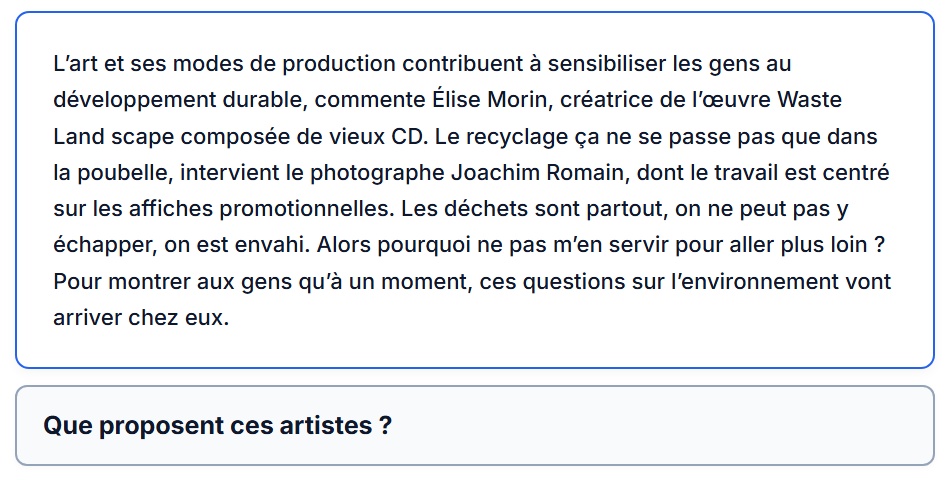 L’art et ses modes de production contribuent à sensibiliser les gens au
développement durable, commente Élise Morin, créatrice de l’œuvre Waste
Land scape composée de vieux CD. Le recyclage ça ne se passe pas que dans
la poubelle, intervient le photographe Joachim Romain, dont le travail est centré
sur les affiches promotionnelles. Les déchets sont partout, on ne peut pas y
échapper, on est envahi. Alors pourquoi ne pas m’en servir pour aller plus loin ?
Pour montrer aux gens qu’à un moment, ces questions sur l’environnement vont
arriver chez eux.
Que proposent ces artistes ?